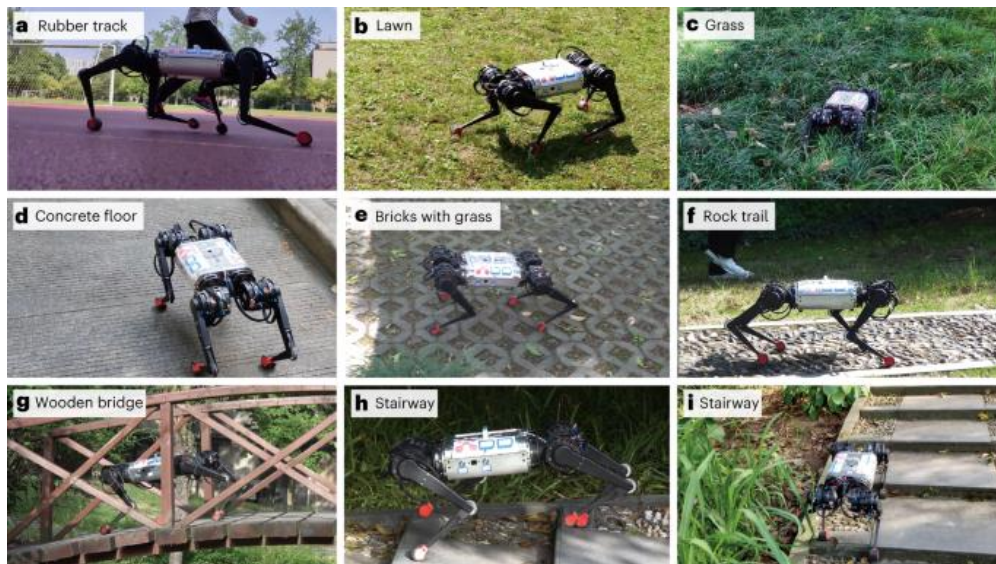 a Rubber track
b Lawn
c Grass
d Concrete floor
e Bricks with grass
f Rock trail
g Wooden bridge
h Stairway
i Stairway